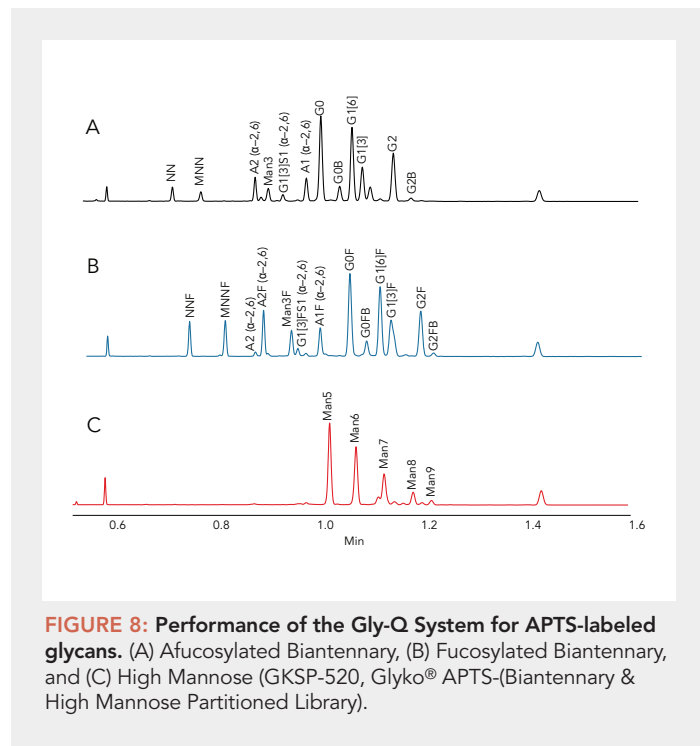 A
NN
MNN
A2 (α–2,6)
Man3
G1[3]S1 (α–2,6)
A1 (α–2,6)
G0
G0B
G1[6]
G1[3]
G2
G2B
B
NNF
MNNF
A2 (α–2,6)
A2F (α–2,6)
Man3F
G1[3]FS1 (α–2,6)
A1F (α–2,6)
G0F
G0FB
G1[6]F
G1[3]F
G2F
G2FB
C
Man5
Man6
Man7
Man8
Man9
0.6 0.8 1.0 1.2 1.4 1.6
Min
FIGURE 8: Performance of the Gly-Q System for APTS-labeled
glycans. (A) Afucosylated Biantennary, (B) Fucosylated Biantennary,
and (C) High Mannose (GKSP-520, Glyko® APTS-(Biantennary &
High Mannose Partitioned Library).